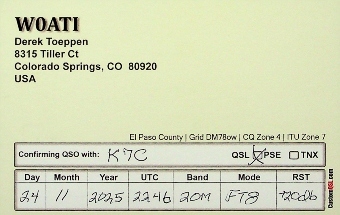 W0ATI
Derek Toeppen
8315 Tiller Ct
Colorado Springs, CO 80920
USA
El Paso County | Grid DM78ow | CQ Zone 4 | ITU Zone 7
Confirming QSO with: K7C QSL PSE TNX
Day Month Year UTC Band Mode RST
24 11 2025 2246 20M FT8 +20db
CustomQSL.com